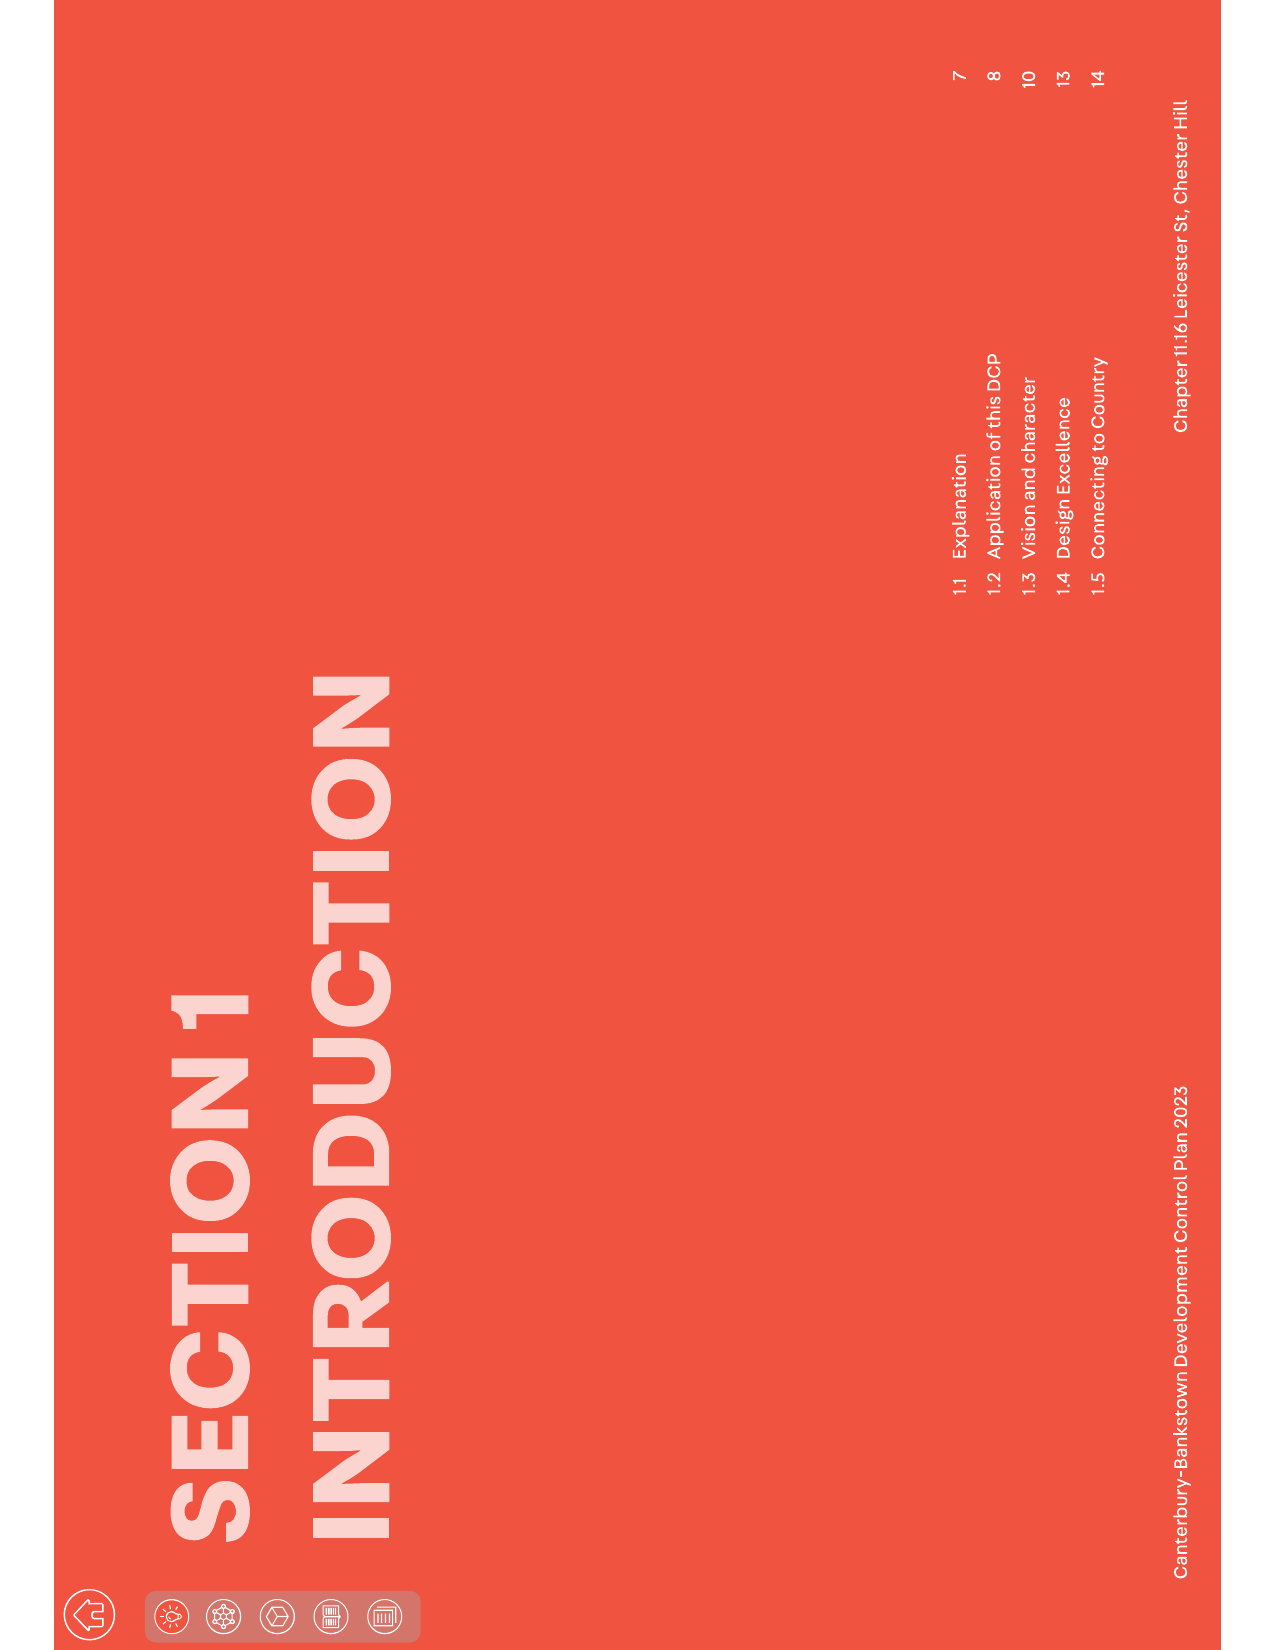 SECTION 1
INTRODUCTION
1.1 Explanation 7
1.2 Application of this DCP 8
1.3 Vision and character 10
1.4 Design Excellence 13
1.5 Connecting to Country 14
Canterbury-Bankstown Development Control Plan 2023 Chapter 11.16 Leicester St, Chester Hill